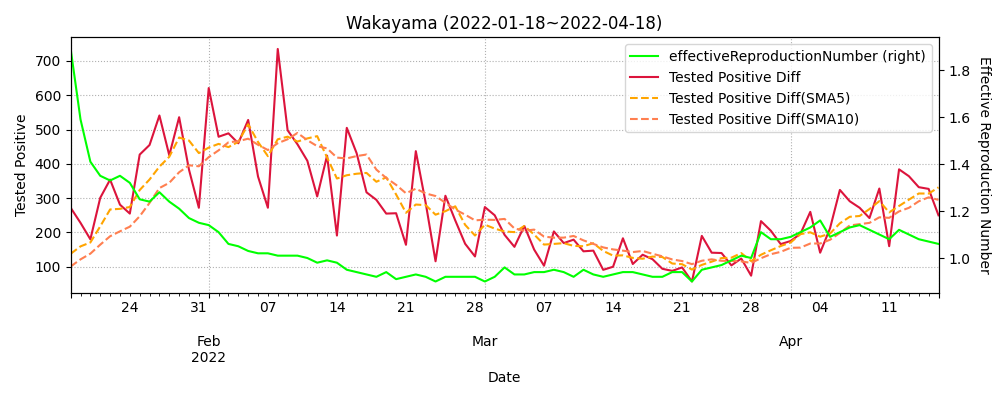 Wakayama (2022-01-18~2022-04-18)
effectiveReproductionNumber (right)
Tested Positive Diff
Tested Positive Diff(SMA5)
Tested Positive Diff(SMA10)
Tested Positive
700
600
500
400
300
200
100
1.8
1.6
1.4
1.2
1.0
Effective Reproduction Number
24 31 07 14 21 28 07 14 21 28 04 11
Feb Mar Apr
2022
Date